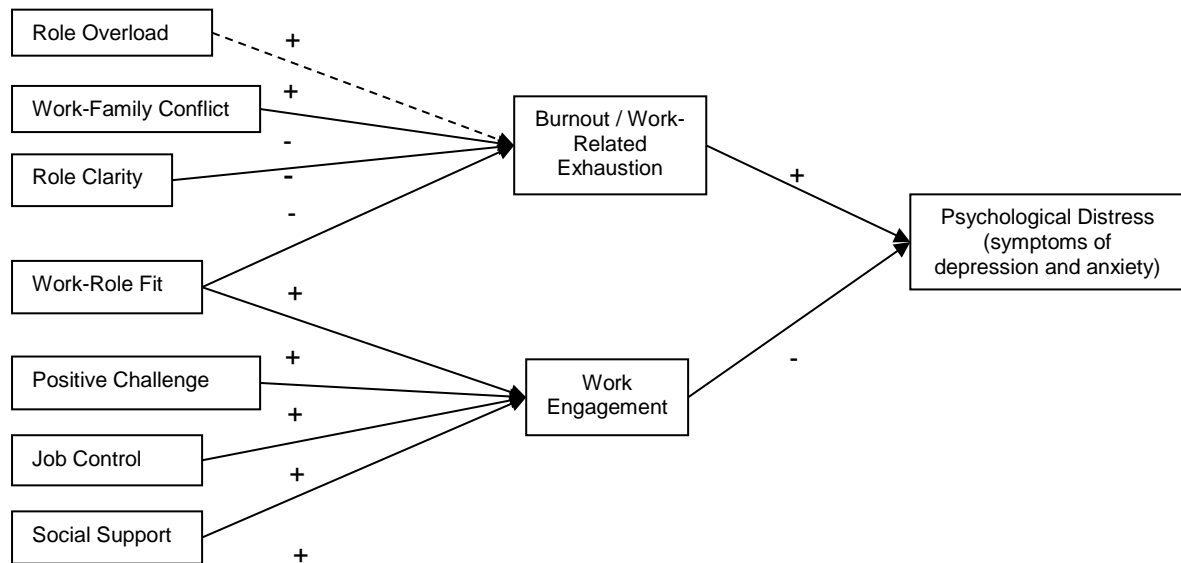 Role Overload
+
Work-Family Conflict
+
Burnout / Work-
Related
Exhaustion
-
Role Clarity
-
+
-
Psychological Distress
(symptoms of
depression and anxiety)
Work-Role Fit
+
Positive Challenge
+
-
Work
Engagement
+
Job Control
+
Social Support
+